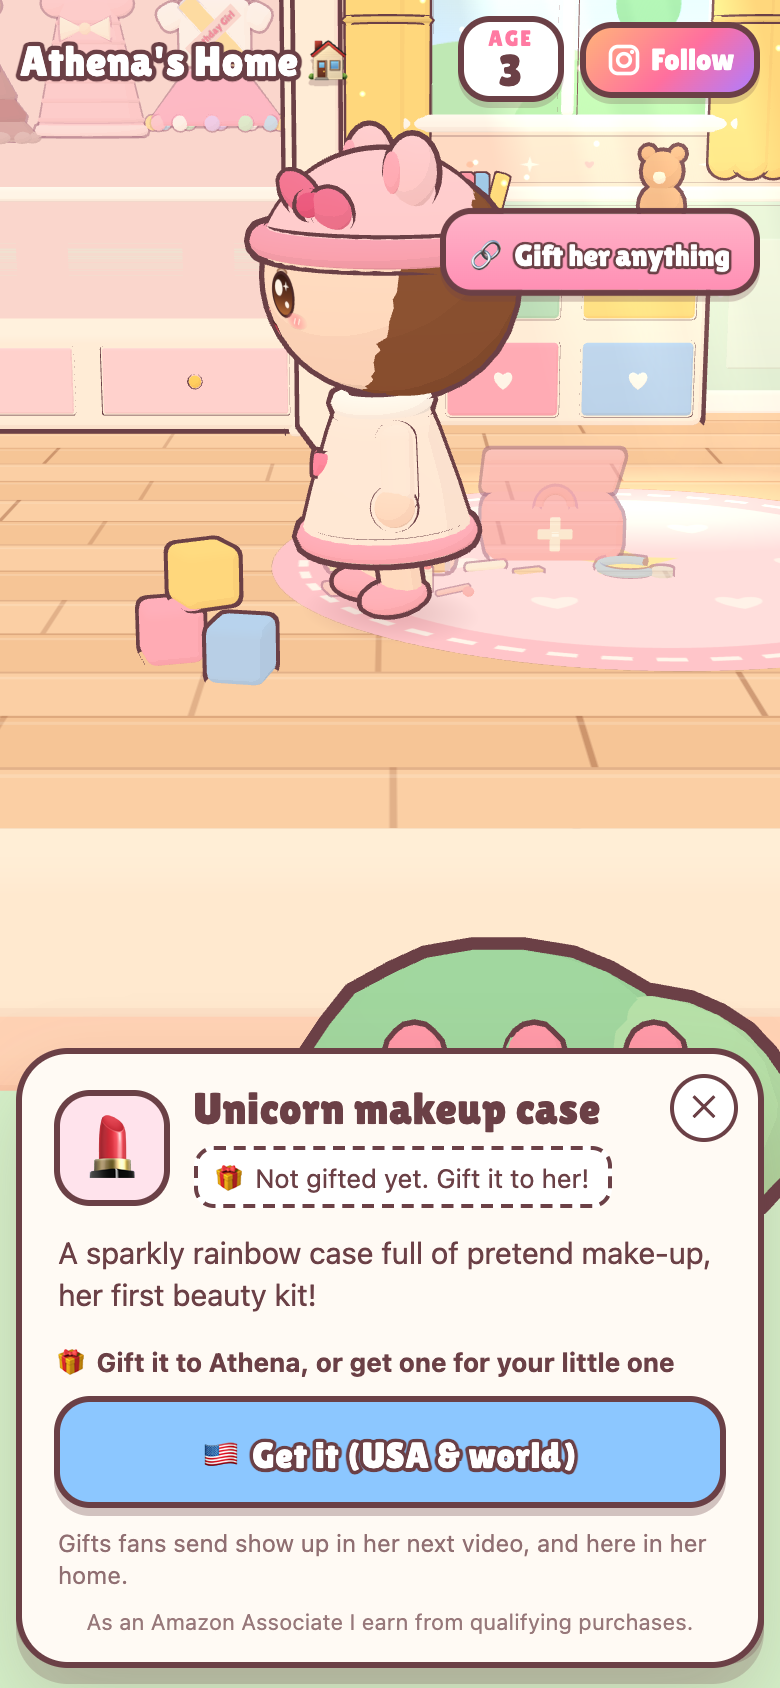 Athena's Home
AGE
3
Follow
Gift her anything
Unicorn makeup case
Not gifted yet. Gift it to her!
A sparkly rainbow case full of pretend make-up,
her first beauty kit!
Gift it to Athena, or get one for your little one
Get it (USA & world)
Gifts fans send show up in her next video, and here in her
home.
As an Amazon Associate I earn from qualifying purchases.